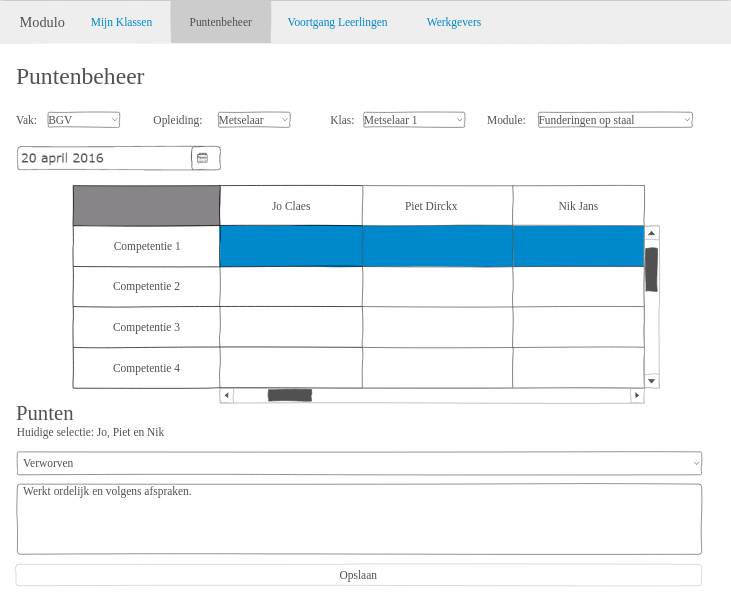 Modulo Mijn Klassen Puntenbeheer Voortgang Leerlingen Werkgevers
Puntenbeheer
Vak: BGV Opleiding: Metselaar Klas: Metselaar 1 Module: Funderingen op staal
20 april 2016
Jo Claes Piet Dirckx Nik Jans
Competentie 1
Competentie 2
Competentie 3
Competentie 4
Punten
Huidige selectie: Jo, Piet en Nik
Verworven
Werkt ordelijk en volgens afspraken.
Opslaan